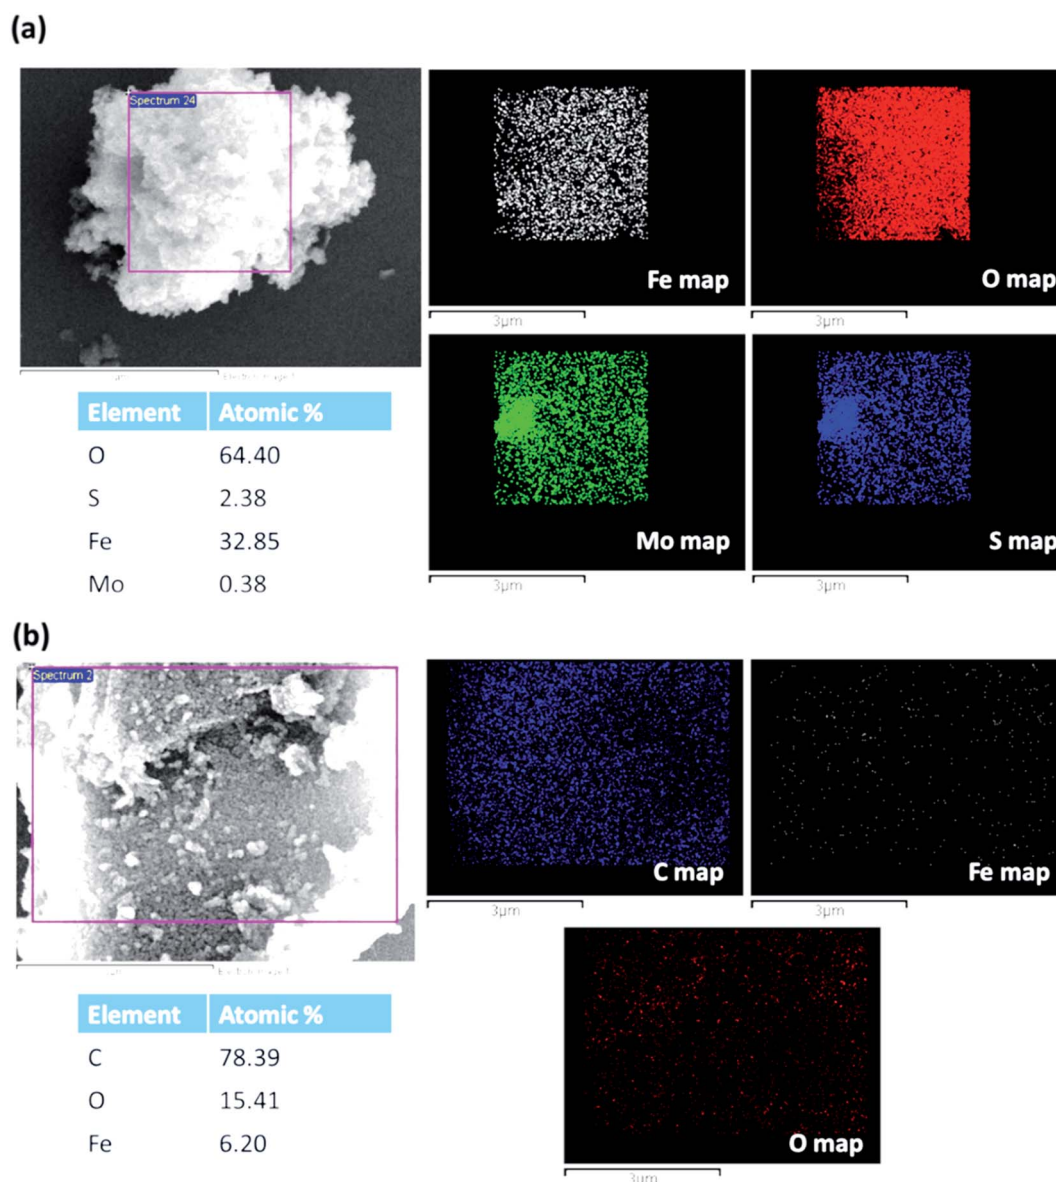 (a)
Spectrum 24
Fe map
3μm
O map
3μm
Mo map
3μm
S map
3μm
Element Atomic %
O 64.40
S 2.38
Fe 32.85
Mo 0.38
(b)
Spectrum 2
C map
3μm
Fe map
3μm
O map
3μm
Element Atomic %
C 78.39
O 15.41
Fe 6.20